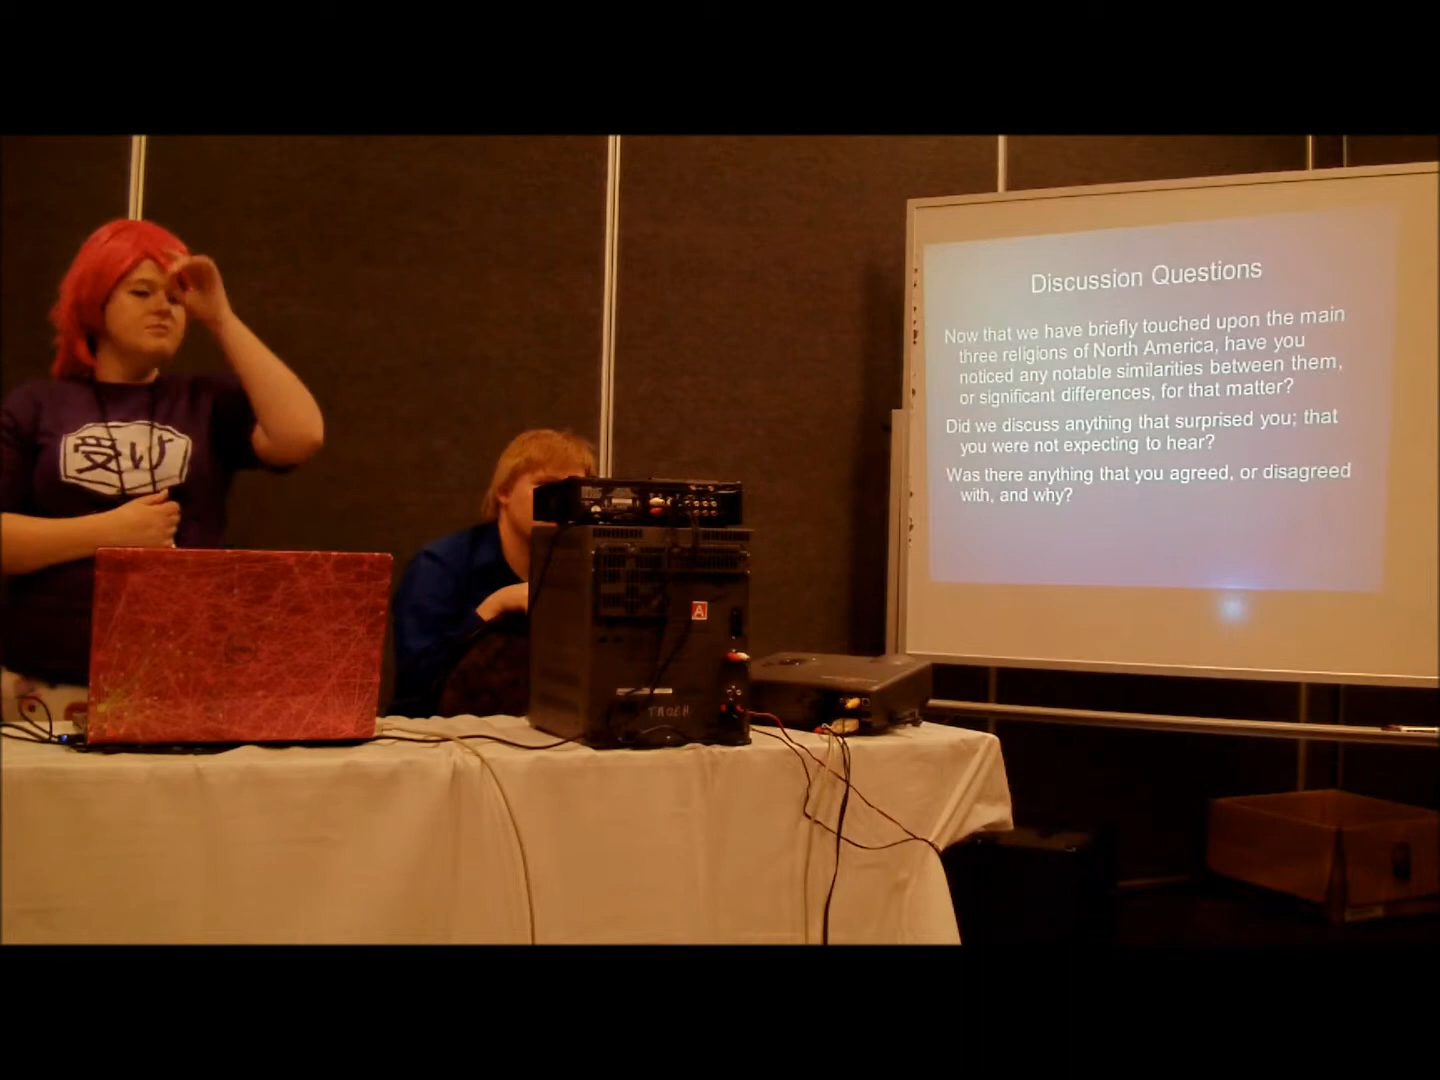 受け
Discussion Questions
Now that we have briefly touched upon the main
three religions of North America, have you
noticed any notable similarities between them,
or significant differences, for that matter?
Did we discuss anything that surprised you; that
you were not expecting to hear?
Was there anything that you agreed, or disagreed
with, and why?
A